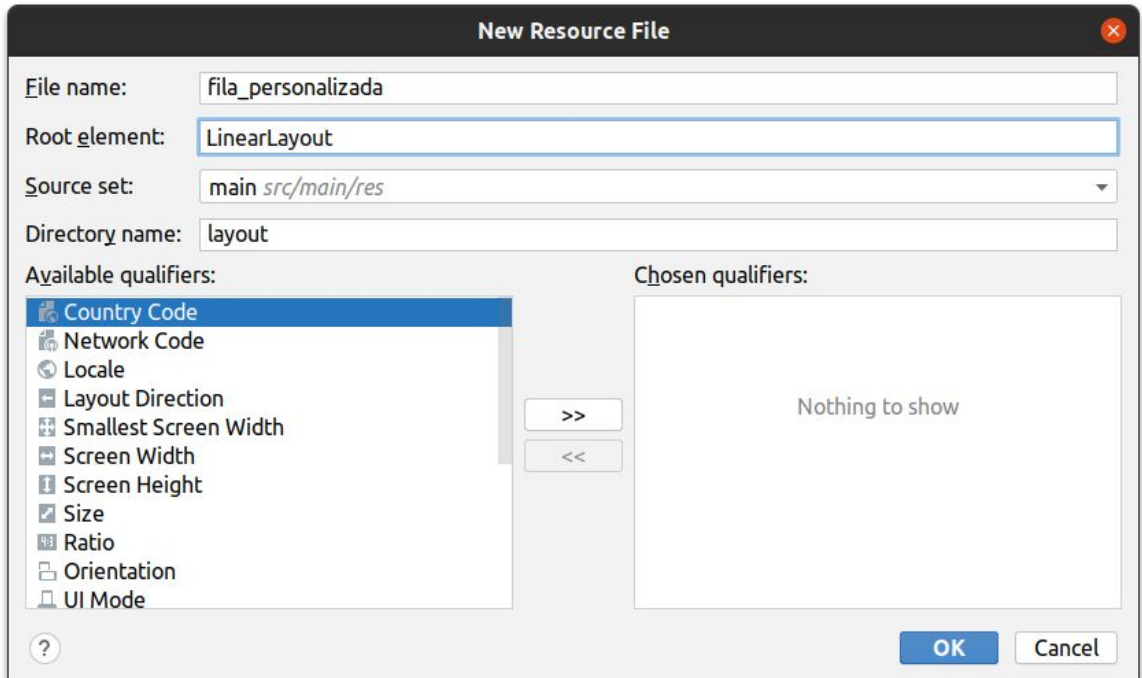 New Resource File
File name: fila_personalizada
Root element: LinearLayout
Source set: main src/main/res
Directory name: layout
Available qualifiers:
Country Code
Network Code
Locale
Layout Direction
Smallest Screen Width
Screen Width
Screen Height
Size
Ratio
Orientation
UI Mode
>>
<<
Chosen qualifiers:
Nothing to show
?
OK
Cancel